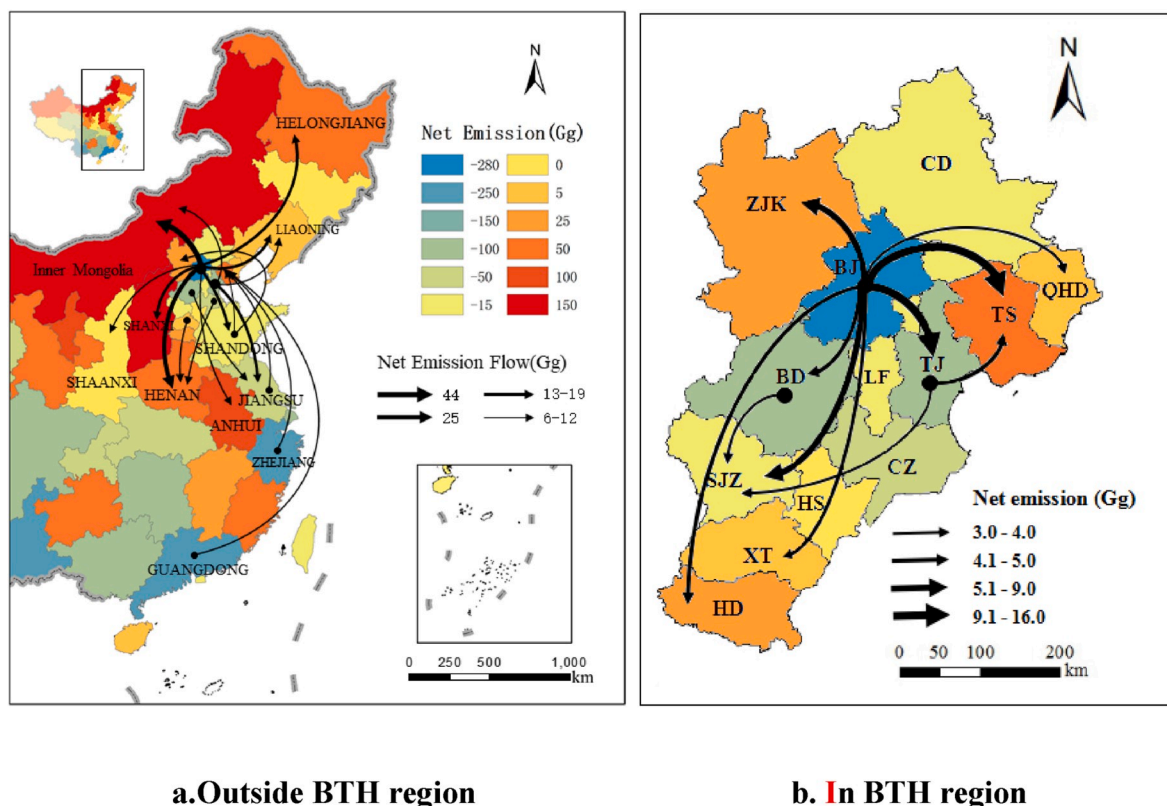 N
HELONGJIANG
Net Emission(Gg)
-280 0
-250 5
-150 25
-100 50
-50 100
-15 150
LIAONING
Inner Mongolia
SHANXI
SHANDONG
SHAANXI
HENAN
JIANGSU
ANHUI
ZHEJIANG
GUANGDONG
Net Emission Flow(Gg)
44 13-19
25 6-12
0 250 500 1,000
km
a.Outside BTH region
N
CD
ZJK
BJ
QHD
TS
TJ
BD
LF
CZ
SJZ
HS
XT
HD
Net emission (Gg)
3.0 - 4.0
4.1 - 5.0
5.1 - 9.0
9.1 - 16.0
0 50 100 200
km
b. In BTH region